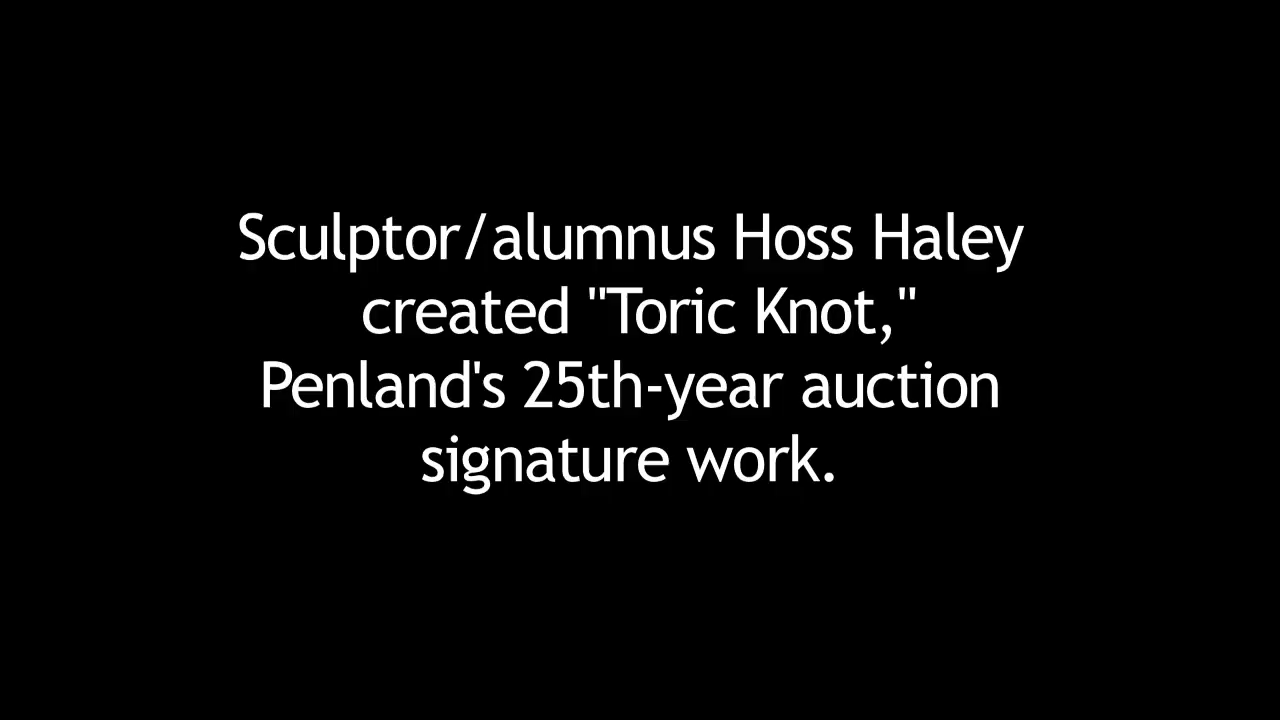 Sculptor/alumnus Hoss Haley
created "Toric Knot,"
Penland's 25th-year auction
signature work.